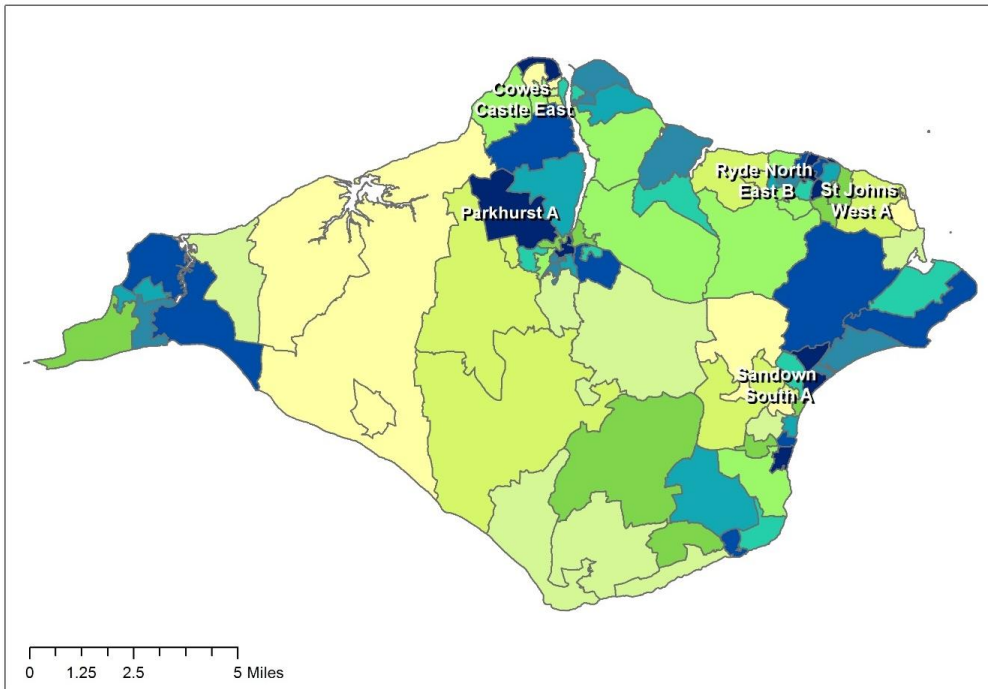 Cowes
Castle East
Ryde North
East B
St Johns
West A
Parkhurst A
Sandown
South A
0 1.25 2.5 5 Miles